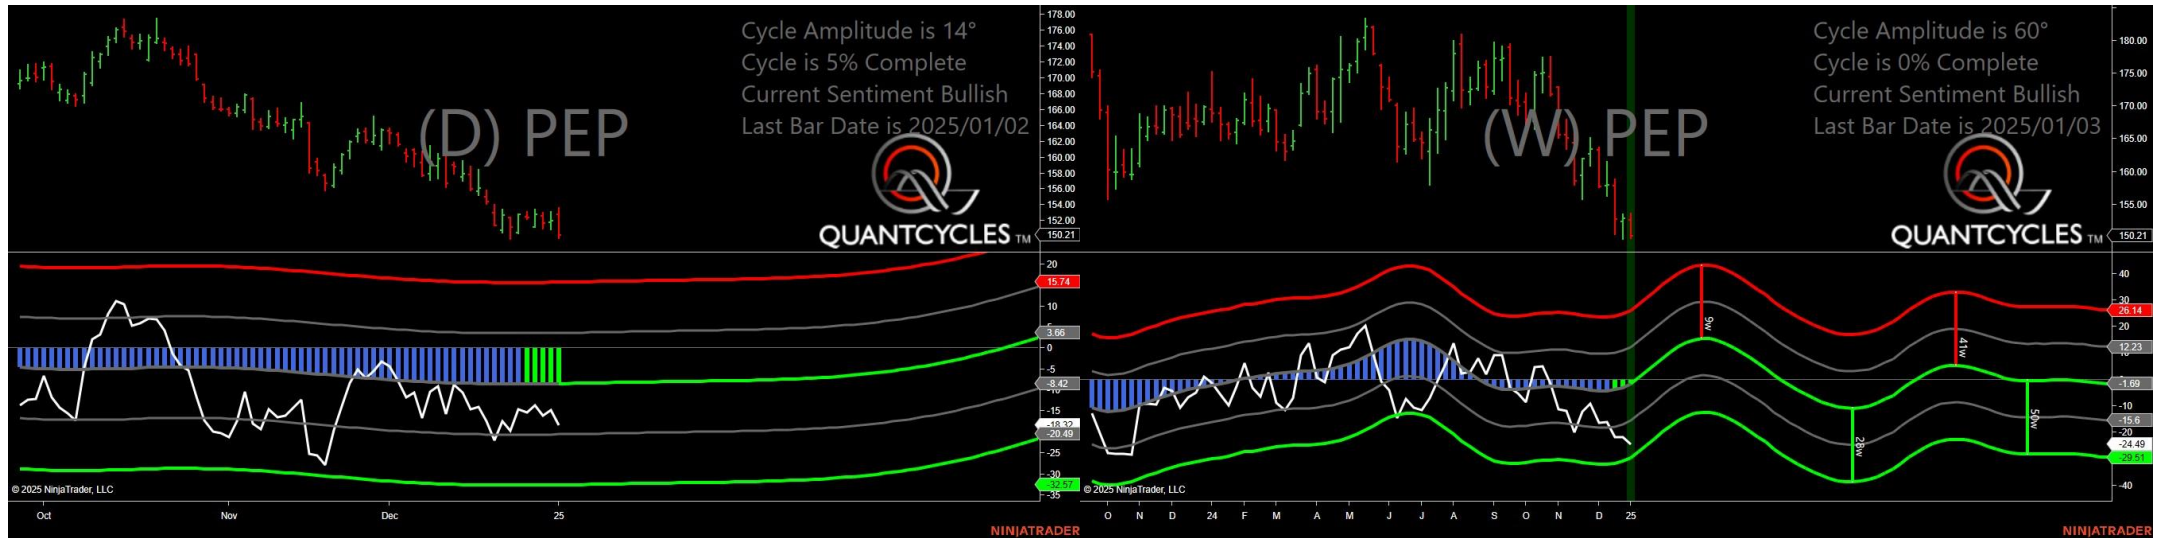 Cycle Amplitude is 14°
Cycle is 5% Complete
Current Sentiment Bullish
Last Bar Date is 2025/01/02
(D) PEP
QUANTCYCLES TM
178.00
176.00
174.00
172.00
170.00
168.00
166.00
164.00
162.00
160.00
158.00
156.00
154.00
152.00
150.21
20
15.74
10
3.66
0
-5
-8.42
-15
-18.32
-20.49
-25
-30
-32.57
-35
© 2025 NinjaTrader, LLC
Oct Nov Dec 25
NINJATRADER
Cycle Amplitude is 60°
Cycle is 0% Complete
Current Sentiment Bullish
Last Bar Date is 2025/01/03
(W) PEP
QUANTCYCLES TM
180.00
175.00
170.00
165.00
160.00
155.00
150.21
40
30
26.14
20
12.23
-1.69
-10
-15.6
-20
-24.49
-29.51
-40
9w
28w
41w
50w
© 2025 NinjaTrader, LLC
O N D 24 F M A M J J A S O N D 25
NINJATRADER